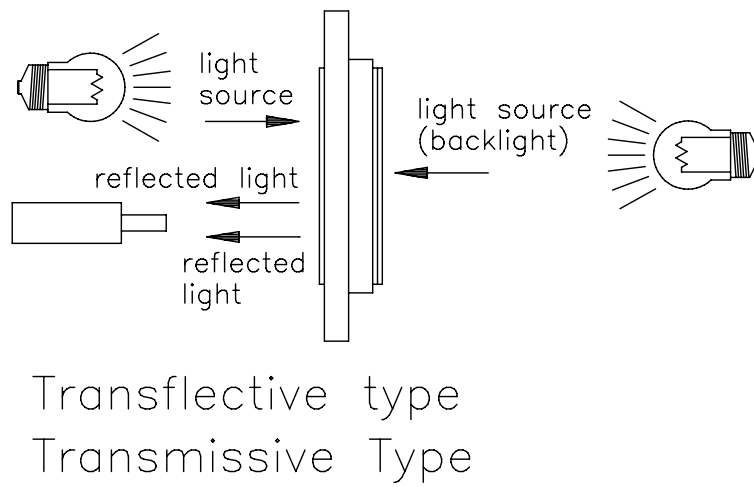 light
source
light source
(backlight)
reflected light
reflected
light
Transflective type
Transmissive Type